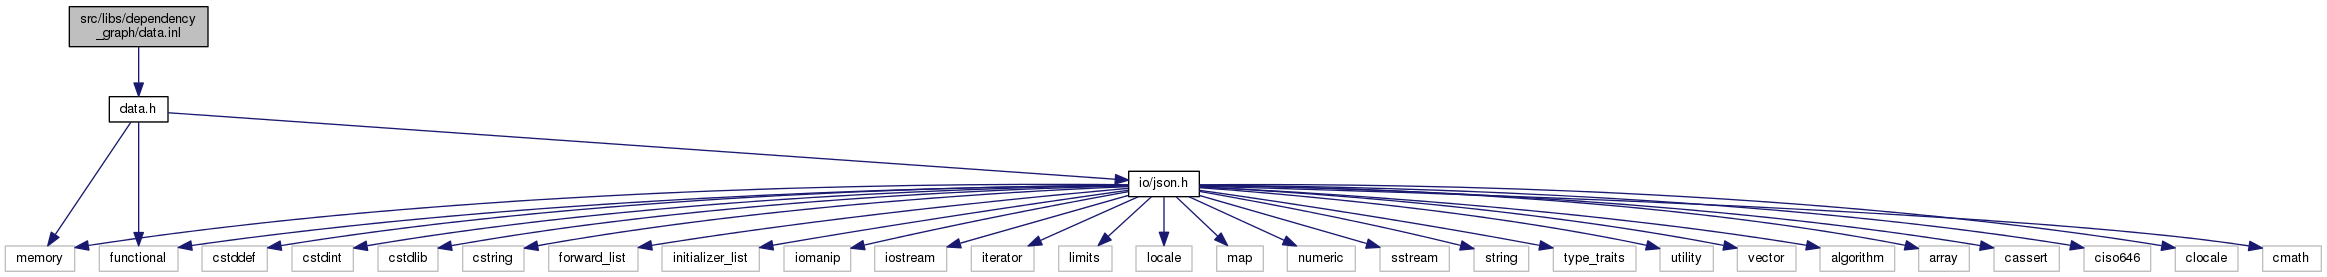 src/libs/dependency
_graph/data.inl
data.h
io/json.h
memory
functional
cstddef
cstdint
cstdlib
cstring
forward_list
initializer_list
iomanip
iostream
iterator
limits
locale
map
numeric
sstream
string
type_traits
utility
vector
algorithm
array
cassert
ciso646
clocale
cmath